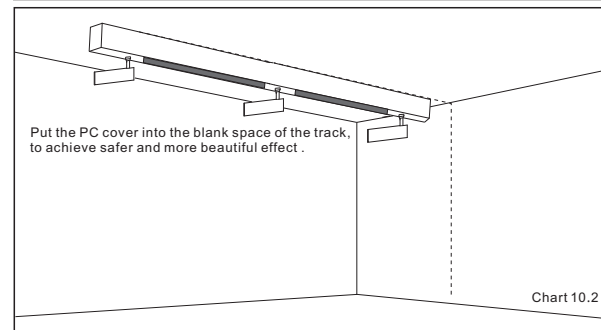 Put the PC cover into the blank space of the track,
to achieve safer and more beautiful effect .
Chart 10.2